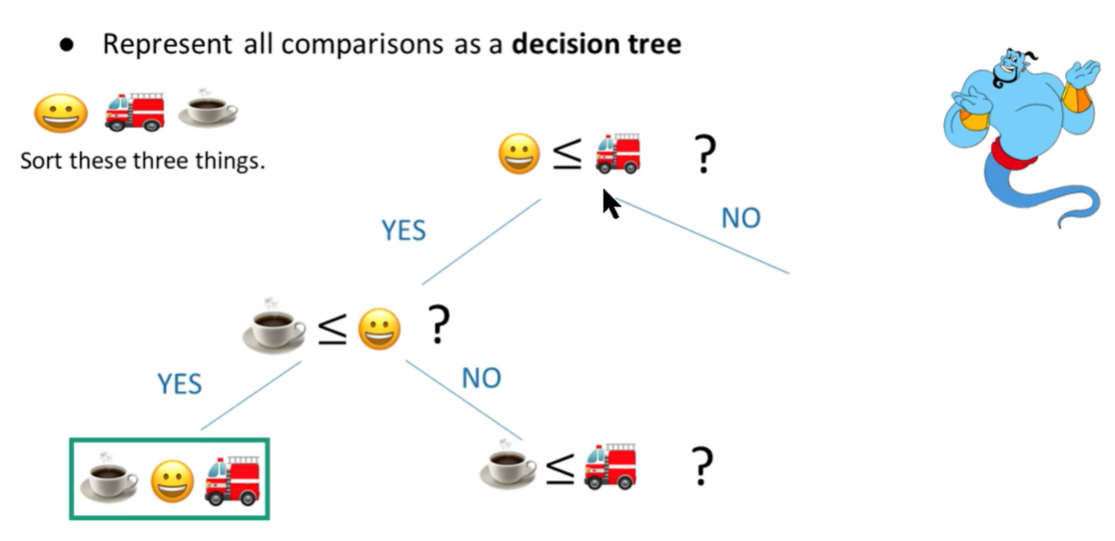 ● Represent all comparisons as a decision tree
Sort these three things.
😀 ≤ 🚒 ?
YES
NO
☕ ≤ 😀 ?
YES
NO
☕ ≤ 🚒 ?